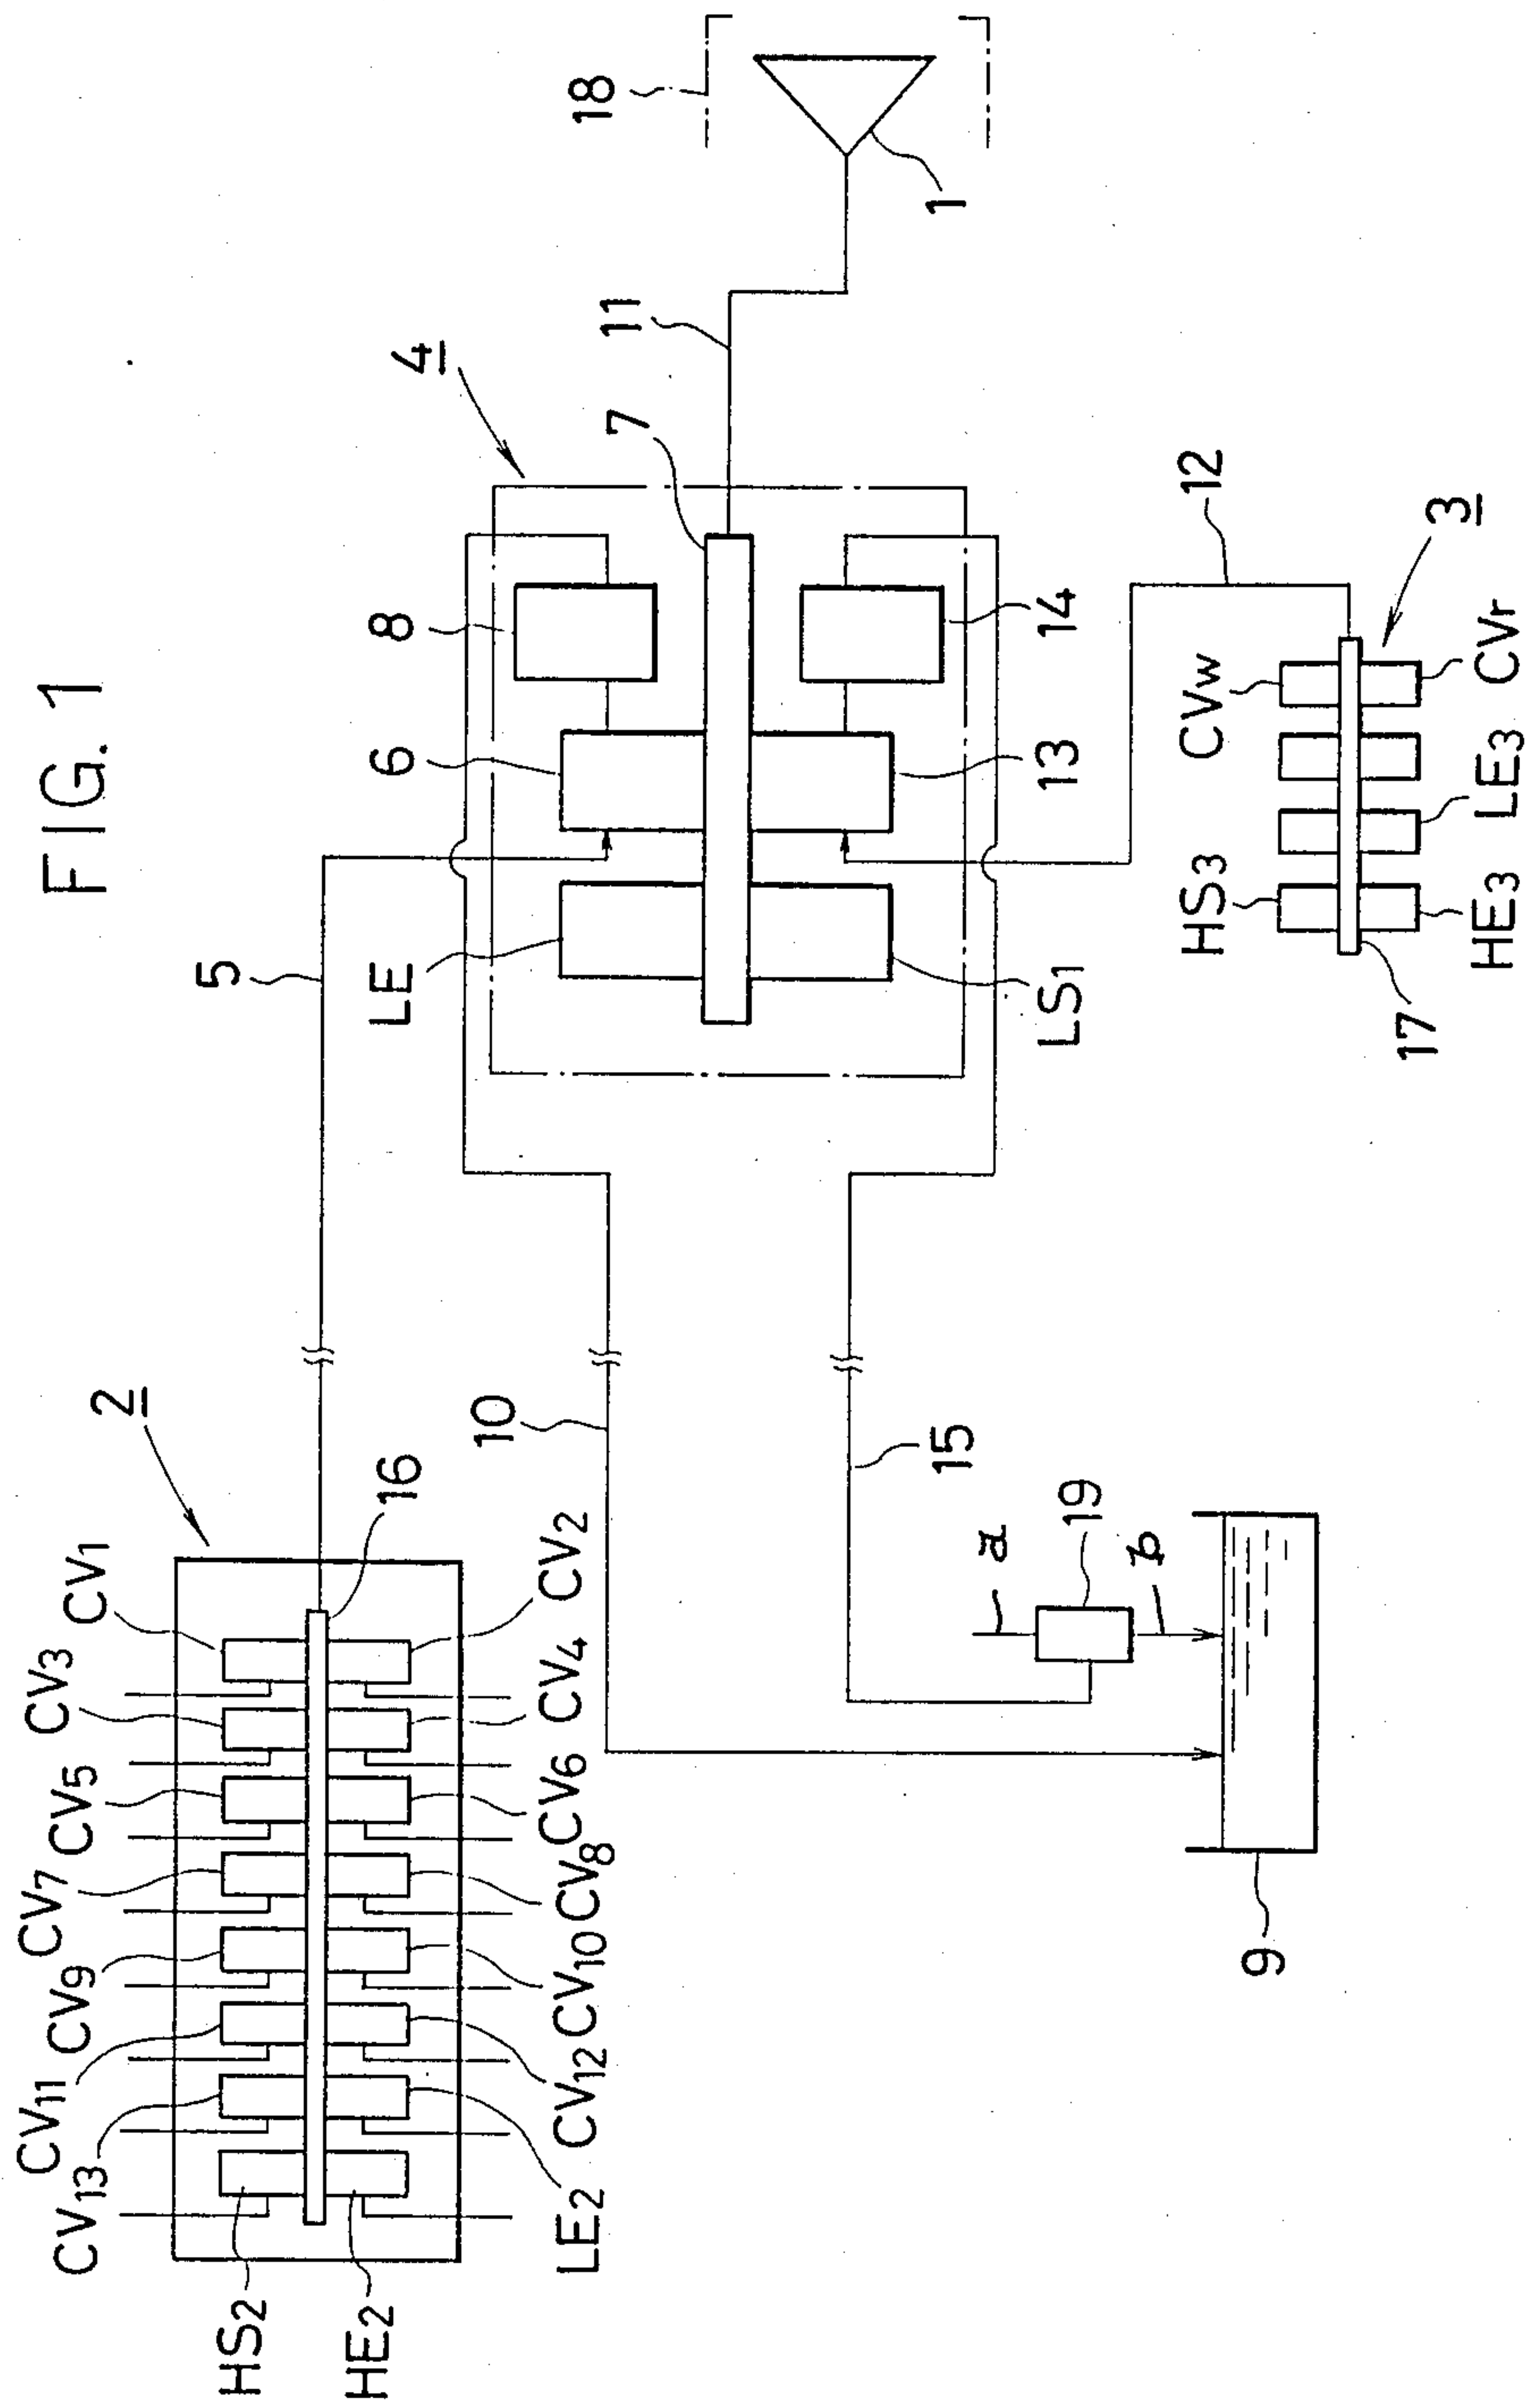 FIG. 1
2
CV1
CV3
CV5
CV7
CV9
CV11
CV13
HS2
HE2
LE2
CV12
CV10
CV8
CV6
CV4
CV2
16
5
4
8
6
LE
7
11
18
1
14
13
LS1
12
3
CVw
CVr
HS3
LE3
HE3
17
10
15
a
19
b
9